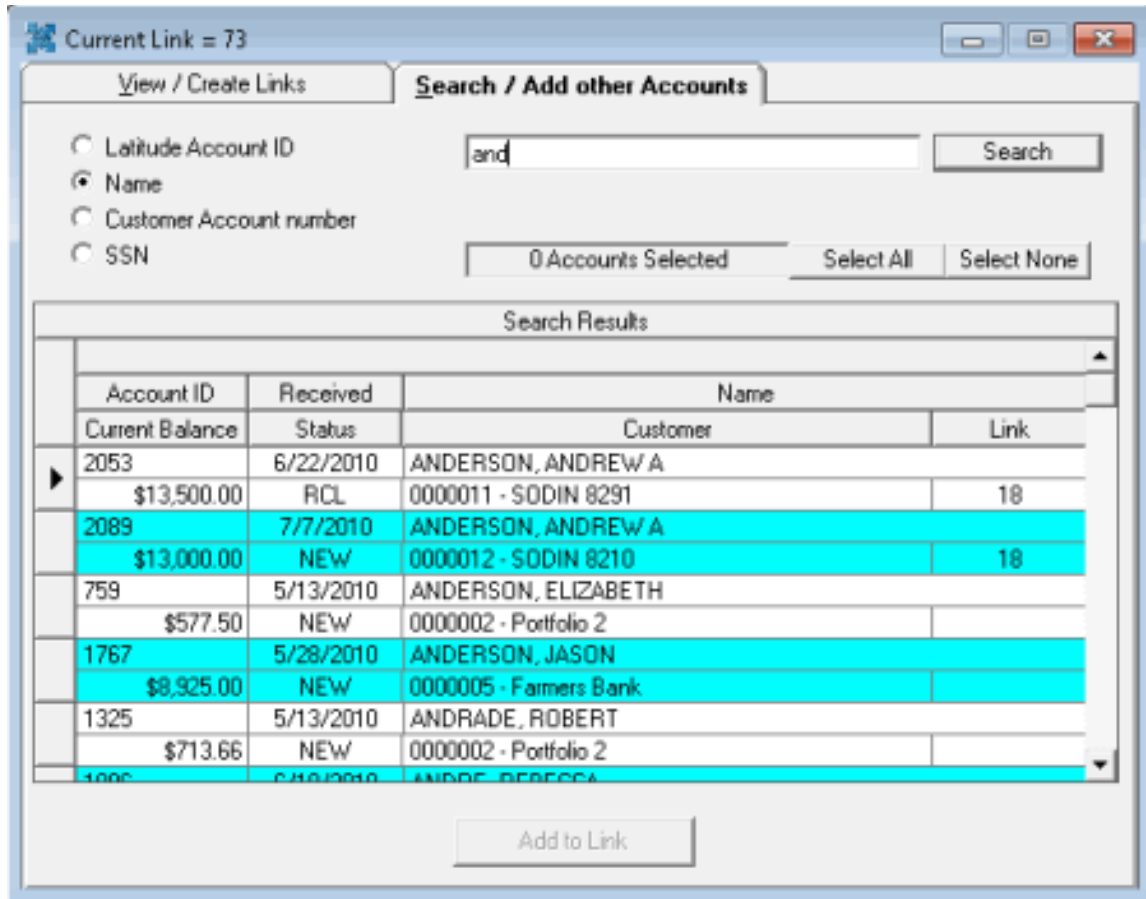 Current Link = 73
View / Create Links Search / Add other Accounts
Latitude Account ID and Search
Name
Customer Account number
SSN 0 Accounts Selected Select All Select None
Search Results
Account ID Received Name
Current Balance Status Customer Link
2053 6/22/2010 ANDERSON, ANDREW A
$13,500.00 RCL 0000011 - SODIN 8291 18
2089 7/7/2010 ANDERSON, ANDREW A
$13,000.00 NEW 0000012 - SODIN 8210 18
759 5/13/2010 ANDERSON, ELIZABETH
$577.50 NEW 0000002 - Portfolio 2
1767 5/28/2010 ANDERSON, JASON
$8,925.00 NEW 0000005 - Farmers Bank
1325 5/13/2010 ANDRADE, ROBERT
$713.66 NEW 0000002 - Portfolio 2
ANDRE, REBECCA
Add to Link